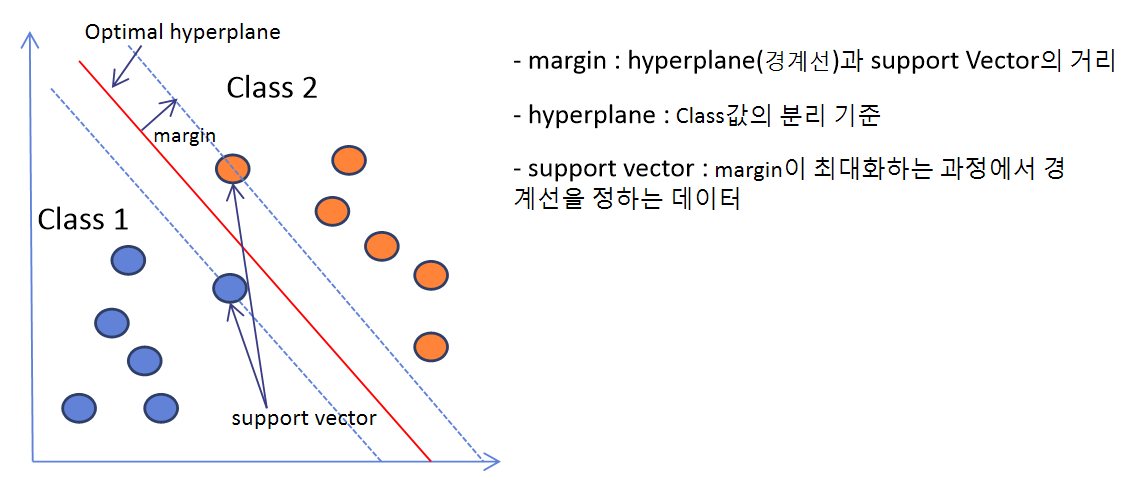 Optimal hyperplane
Class 2
margin
Class 1
support vector
- margin : hyperplane(경계선)과 support Vector의 거리
- hyperplane : Class값의 분리 기준
- support vector : margin이 최대화하는 과정에서 경
계선을 정하는 데이터